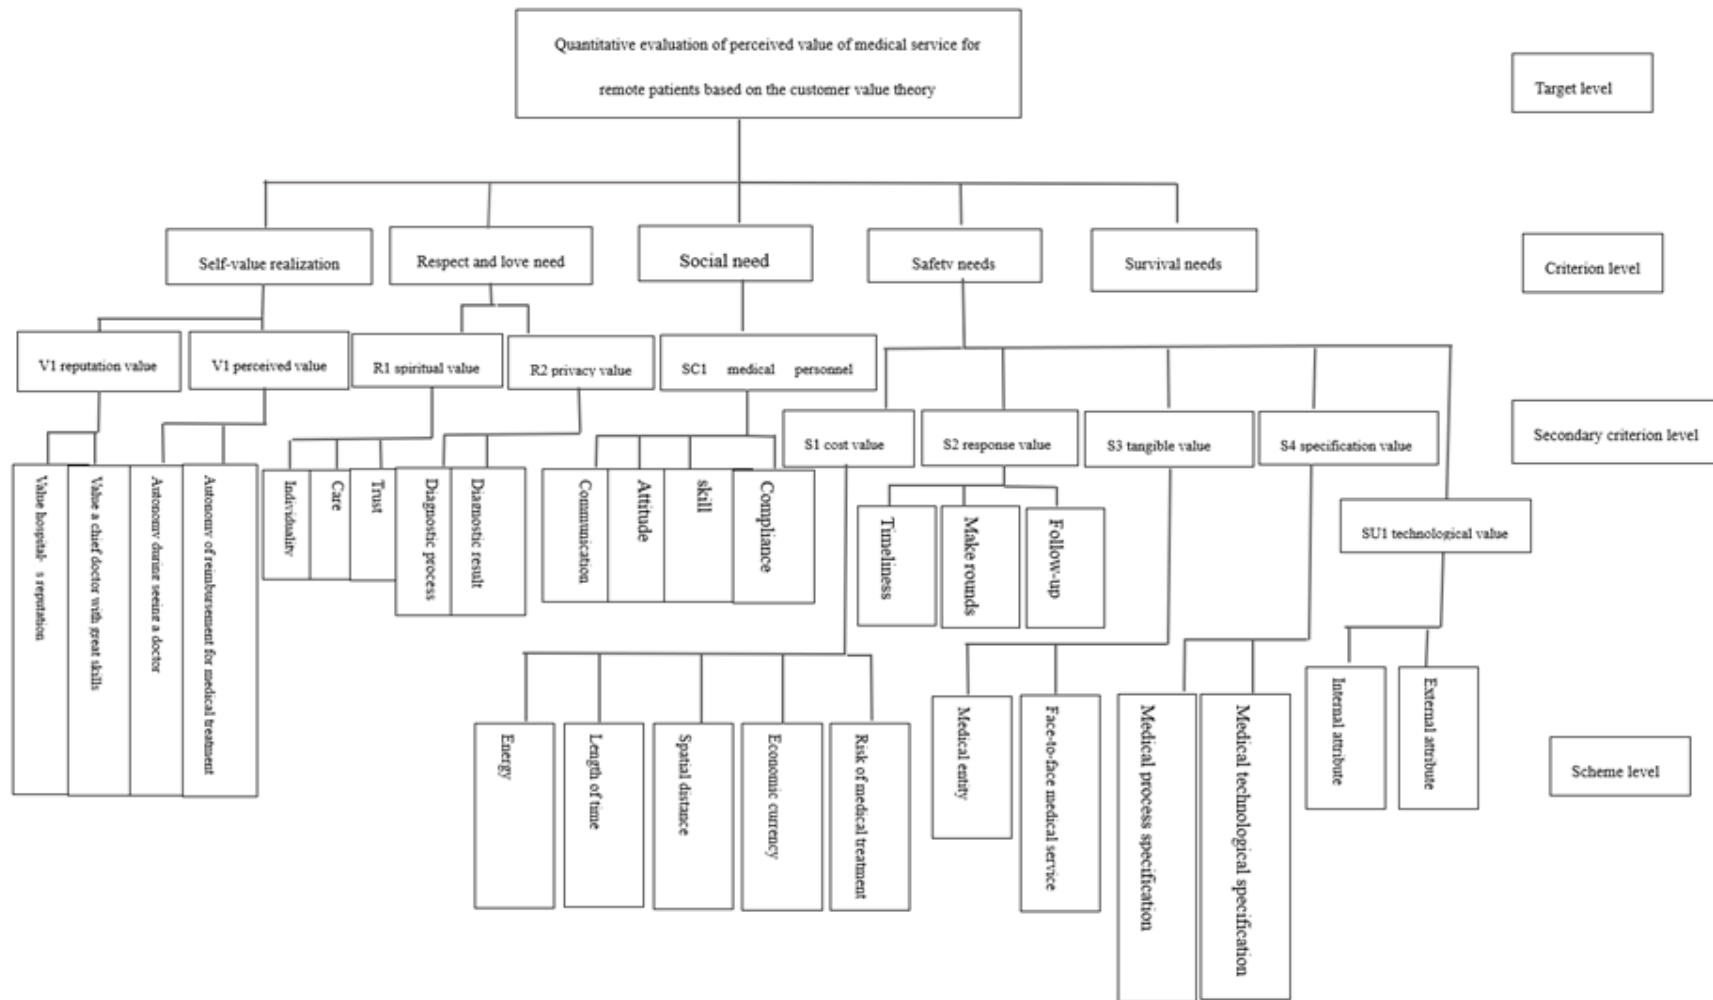 Quantitative evaluation of perceived value of medical service for
remote patients based on the customer value theory
Target level
Self-value realization
Respect and love need
Social need
Safety needs
Survival needs
Criterion level
V1 reputation value
V1 perceived value
R1 spiritual value
R2 privacy value
SC1 medical personnel
S1 cost value
S2 response value
S3 tangible value
S4 specification value
Secondary criterion level
SU1 technological value
Value hospital· s reputation
Value a chief doctor with great skills
Autonomy during seeing a doctor
Autonomy of reimbursement for medical treatment
Individuality
Care
Trust
Diagnostic process
Diagnostic result
Communication
Attitude
skill
Compliance
Timeliness
Make rounds
Follow-up
Energy
Length of time
Spatial distance
Economic currency
Risk of medical treatment
Medical entity
Face-to-face medical service
Medical process specification
Medical technological specification
Internal attribute
External attribute
Scheme level